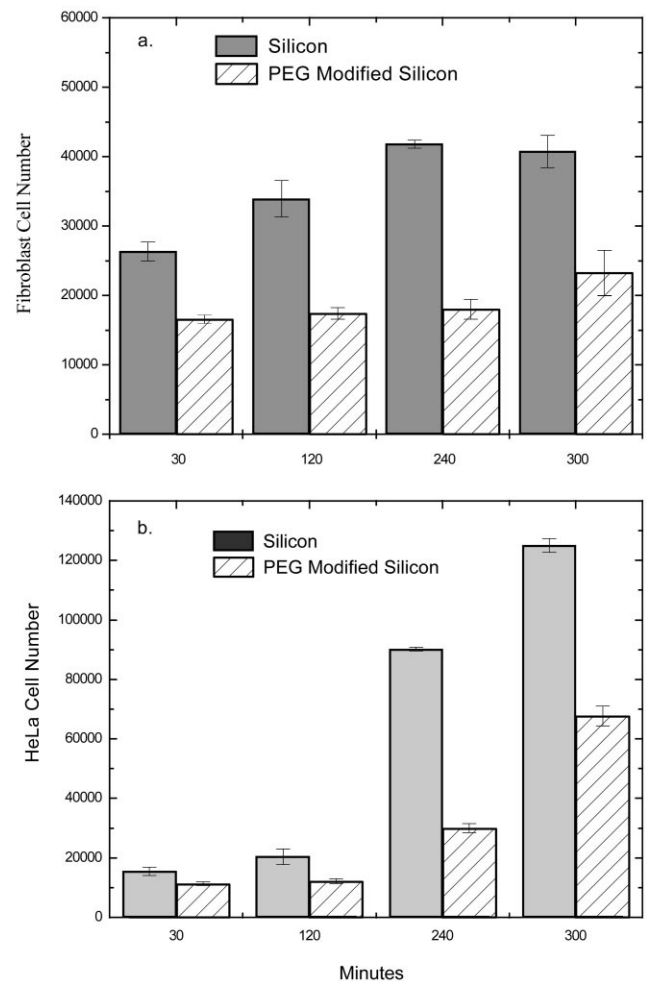 60000
a.
Silicon
PEG Modified Silicon
50000
40000
30000
20000
10000
0
Fibroblast Cell Number
30 120 240 300
140000
b.
Silicon
PEG Modified Silicon
120000
100000
80000
60000
40000
20000
0
HeLa Cell Number
30 120 240 300
Minutes